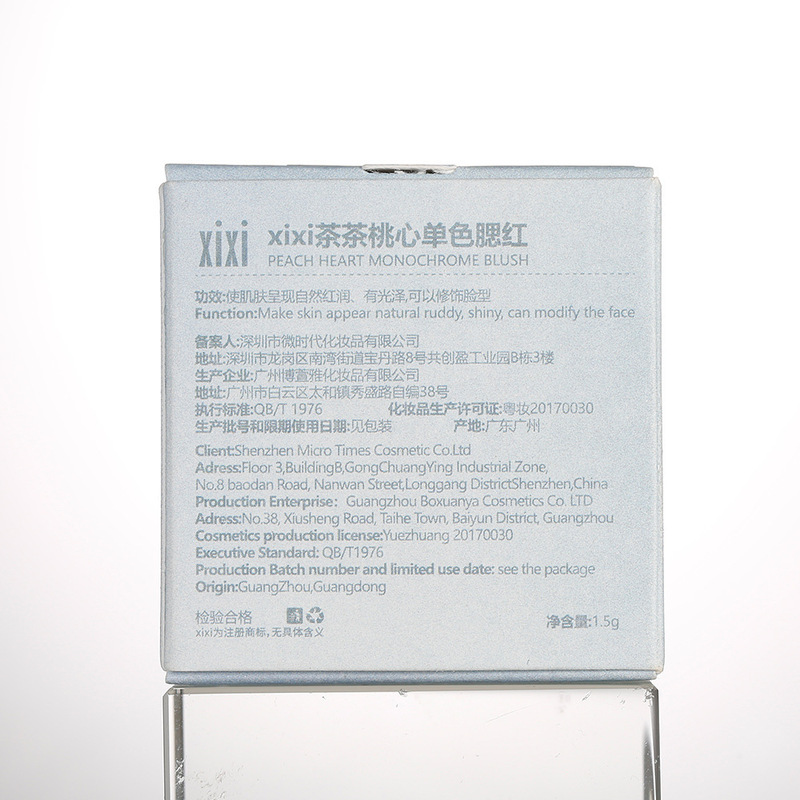 xixi xixi茶茶桃心单色腮红
PEACH HEART MONOCHROME BLUSH
功效:使肌肤呈现自然红润、有光泽,可以修饰脸型
Function:Make skin appear natural ruddy, shiny, can modify the face
备案人:深圳市微时代化妆品有限公司
地址:深圳市龙岗区南湾街道宝丹路8号共创盈工业园B栋3楼
生产企业:广州博萱雅化妆品有限公司
地址:广州市白云区太和镇秀盛路自编38号
执行标准:QB/T 1976 化妆品生产许可证:粤妆20170030
生产批号和限期使用日期:见包装 产地:广东广州
Client:Shenzhen Micro Times Cosmetic Co.Ltd
Adress:Floor 3,BuildingB,GongChuangYing Industrial Zone,
No.8 baodan Road, Nanwan Street,Longgang DistrictShenzhen,China
Production Enterprise: Guangzhou Boxuanya Cosmetics Co. LTD
Adress:No.38, Xiusheng Road, Taihe Town, Baiyun District, Guangzhou
Cosmetics production license:Yuezhuang 20170030
Executive Standard: QB/T1976
Production Batch number and limited use date: see the package
Origin:GuangZhou,Guangdong
检验合格 净含量:1.5g
xixi为注册商标,无具体含义